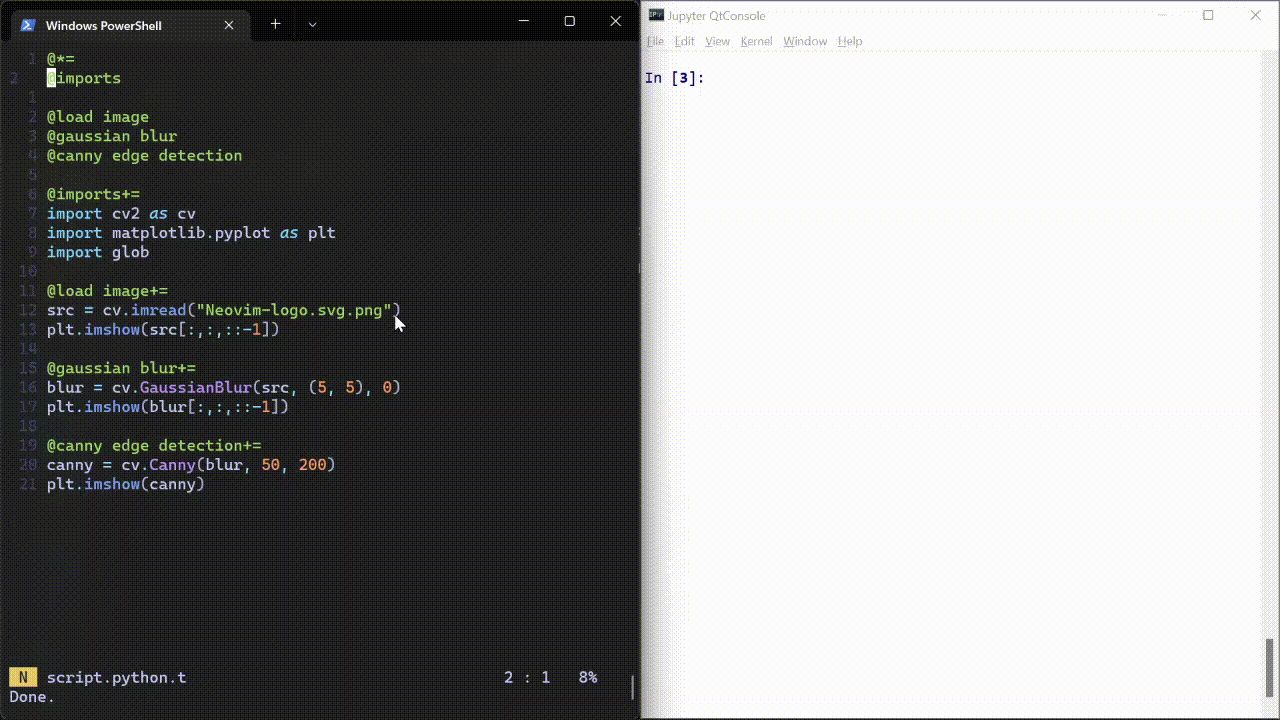 Windows PowerShell
1 @*=
2 @imports
1
2 @load image
3 @gaussian blur
4 @canny edge detection
5
6 @imports+=
7 import cv2 as cv
8 import matplotlib.pyplot as plt
9 import glob
10
11 @load image+=
12 src = cv.imread("Neovim-logo.svg.png")
13 plt.imshow(src[:,:,::-1])
14
15 @gaussian blur+=
16 blur = cv.GaussianBlur(src, (5, 5), 0)
17 plt.imshow(blur[:,:,::-1])
18
19 @canny edge detection+=
20 canny = cv.Canny(blur, 50, 200)
21 plt.imshow(canny)
N script.python.t 2 : 1 8%
Done.
Jupyter QtConsole
File Edit View Kernel Window Help
In [3]: